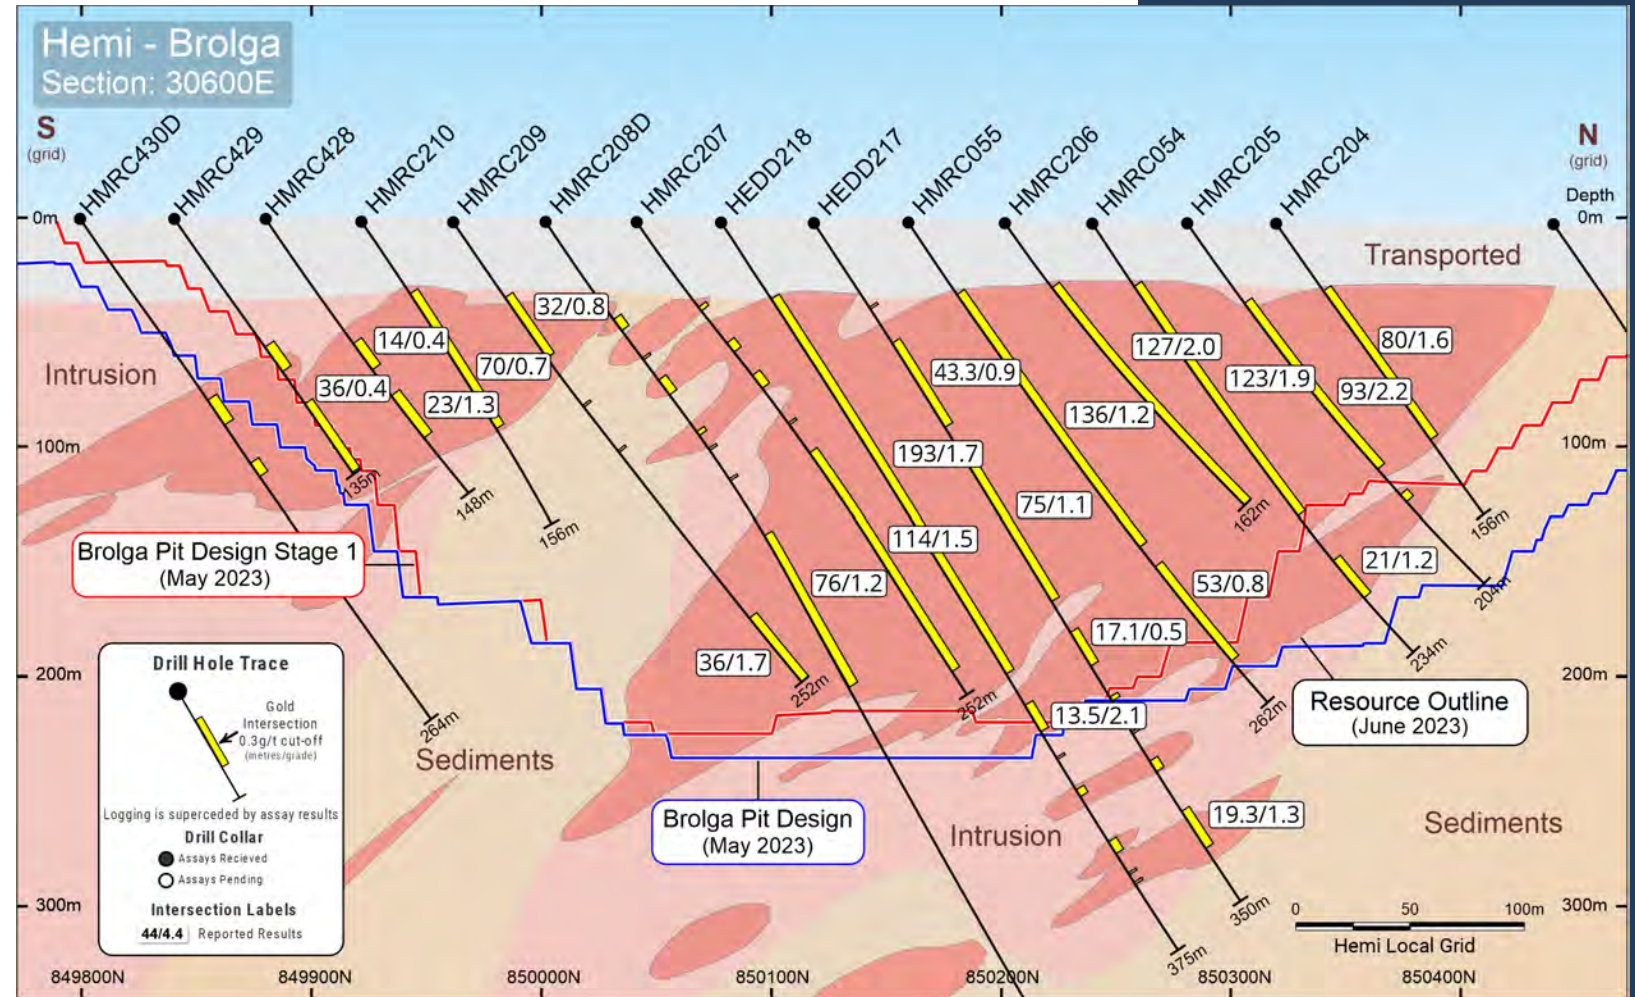 Hemi - Brolga
Section: 30600E
S
(grid)
N
(grid)
HMRC430D
HMRC429
HMRC428
HMRC210
HMRC209
HMRC208D
HMRC207
HEDD218
HEDD217
HMRC055
HMRC206
HMRC054
HMRC205
HMRC204
Depth
0m
0m
Transported
32/0.8
14/0.4
70/0.7
36/0.4
23/1.3
43.3/0.9
127/2.0
80/1.6
123/1.9
93/2.2
136/1.2
Intrusion
100m
100m
193/1.7
75/1.1
135m
148m
156m
162m
156m
114/1.5
21/1.2
Brolga Pit Design Stage 1
(May 2023)
76/1.2
53/0.8
204m
17.1/0.5
36/1.7
234m
200m
200m
252m
252m
262m
264m
13.5/2.1
Resource Outline
(June 2023)
Drill Hole Trace
Gold
Intersection
0.3g/t cut-off
(metres/grade)
Logging is superceded by assay results
Drill Collar
Assays Recieved
Assays Pending
Intersection Labels
44/4.4 Reported Results
Sediments
Brolga Pit Design
(May 2023)
Intrusion
19.3/1.3
Sediments
300m
300m
350m
375m
0 50 100m
Hemi Local Grid
849800N
849900N
850000N
850100N
850200N
850300N
850400N